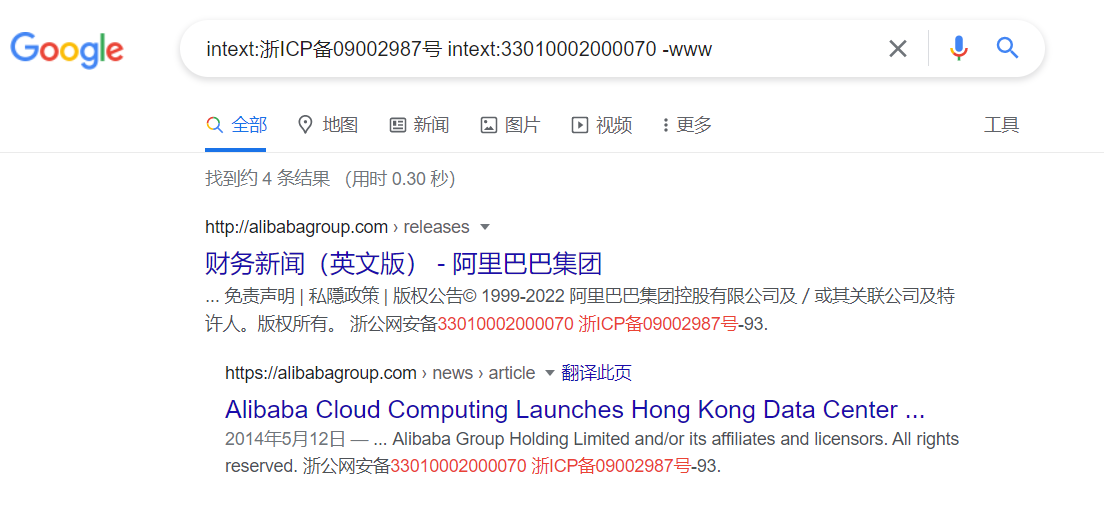 Google
intext:浙ICP备09002987号 intext:33010002000070 -www
全部 地图 新闻 图片 视频 更多 工具
找到约 4 条结果 （用时 0.30 秒）
http://alibabagroup.com › releases
财务新闻（英文版） - 阿里巴巴集团
... 免责声明 | 私隱政策 | 版权公告© 1999-2022 阿里巴巴集团控股有限公司及 / 或其关联公司及特
许人。版权所有。 浙公网安备33010002000070 浙ICP备09002987号-93.
https://alibabagroup.com › news › article 翻译此页
Alibaba Cloud Computing Launches Hong Kong Data Center ...
2014年5月12日 — ... Alibaba Group Holding Limited and/or its affiliates and licensors. All rights
reserved. 浙公网安备33010002000070 浙ICP备09002987号-93.